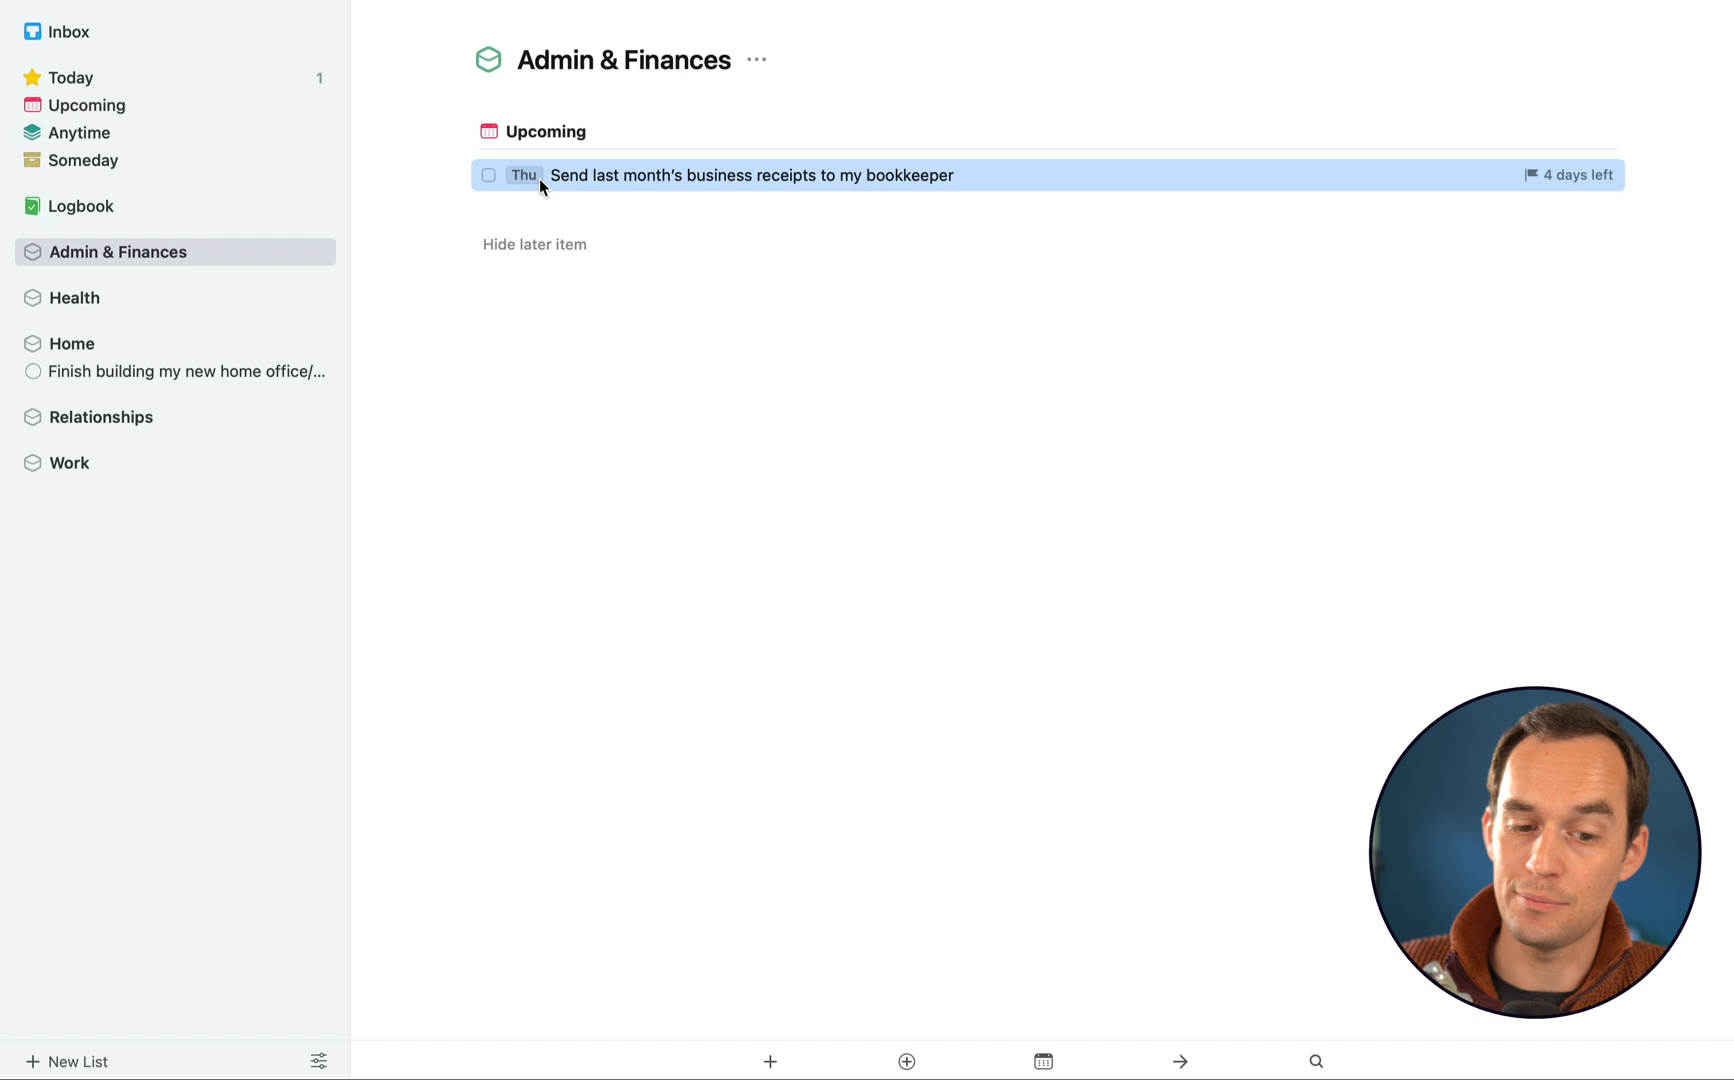 Inbox
Today 1
Upcoming
Anytime
Someday
Logbook
Admin & Finances
Health
Home
Finish building my new home office/...
Relationships
Work
New List
Admin & Finances ...
Upcoming
Thu Send last month’s business receipts to my bookkeeper 4 days left
Hide later item